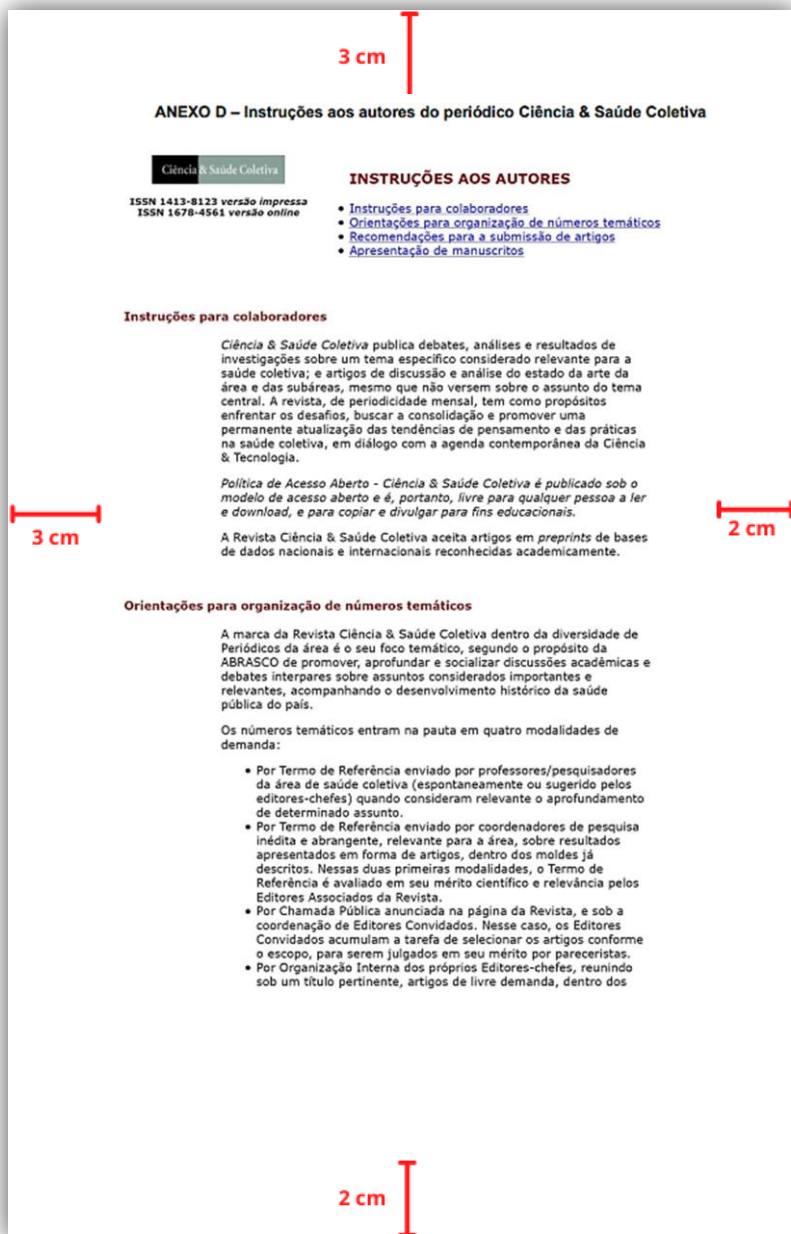 3 cm
ANEXO D – Instruções aos autores do periódico Ciência & Saúde Coletiva
Ciência & Saúde Coletiva
ISSN 1413-8123 versão impressa
ISSN 1678-4561 versão online
INSTRUÇÕES AOS AUTORES
• Instruções para colaboradores
• Orientações para organização de números temáticos
• Recomendações para a submissão de artigos
• Apresentação de manuscritos
Instruções para colaboradores
Ciência & Saúde Coletiva publica debates, análises e resultados de
investigações sobre um tema específico considerado relevante para a
saúde coletiva; e artigos de discussão e análise do estado da arte da
área e das subáreas, mesmo que não versem sobre o assunto do tema
central. A revista, de periodicidade mensal, tem como propósitos
enfrentar os desafios, buscar a consolidação e promover uma
permanente atualização das tendências de pensamento e das práticas
na saúde coletiva, em diálogo com a agenda contemporânea da Ciência
& Tecnologia.
Política de Acesso Aberto - Ciência & Saúde Coletiva é publicado sob o
modelo de acesso aberto e é, portanto, livre para qualquer pessoa a ler
e download, e para copiar e divulgar para fins educacionais.
3 cm
2 cm
A Revista Ciência & Saúde Coletiva aceita artigos em preprints de bases
de dados nacionais e internacionais reconhecidas academicamente.
Orientações para organização de números temáticos
A marca da Revista Ciência & Saúde Coletiva dentro da diversidade de
Periódicos da área é o seu foco temático, segundo o propósito da
ABRASCO de promover, aprofundar e socializar discussões acadêmicas e
debates interpares sobre assuntos considerados importantes e
relevantes, acompanhando o desenvolvimento histórico da saúde
pública do país.
Os números temáticos entram na pauta em quatro modalidades de
demanda:
• Por Termo de Referência enviado por professores/pesquisadores
da área de saúde coletiva (espontaneamente ou sugerido pelos
editores-chefes) quando consideram relevante o aprofundamento
de determinado assunto.
• Por Termo de Referência enviado por coordenadores de pesquisa
inédita e abrangente, relevante para a área, sobre resultados
apresentados em forma de artigos, dentro dos moldes já
descritos. Nessas duas primeiras modalidades, o Termo de
Referência é avaliado em seu mérito científico e relevância pelos
Editores Associados da Revista.
• Por Chamada Pública anunciada na página da Revista, e sob a
coordenação de Editores Convidados. Nesse caso, os Editores
Convidados acumulam a tarefa de selecionar os artigos conforme
o escopo, para serem julgados em seu mérito por pareceristas.
• Por Organização Interna dos próprios Editores-chefes, reunindo
sob um título pertinente, artigos de livre demanda, dentro dos
2 cm